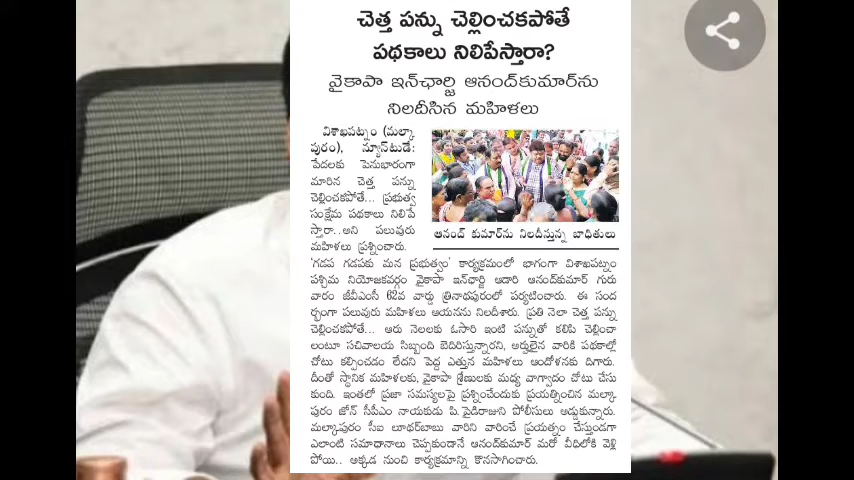 చెత్త పన్ను చెల్లించకపోతే
పథకాలు నిలిపేస్తారా?
వైకాపా ఇన్‌ఛార్జి ఆనంద్‌కుమార్‌ను
నిలదీసిన మహిళలు
విశాఖపట్నం (మల్కా
పురం), న్యూస్‌టుడే:
పేదలకు పెనుభారంగా
మారిన చెత్త పన్ను
చెల్లించకపోతే... ప్రభుత్వ
సంక్షేమ పథకాలు నిలిపే
స్తారా..అని పలువురు
మహిళలు ప్రశ్నించారు.
ఆనంద్ కుమార్‌ను నిలదీస్తున్న బాధితులు
'గడప గడపకు మన ప్రభుత్వం' కార్యక్రమంలో భాగంగా విశాఖపట్నం
పశ్చిమ నియోజకవర్గం వైకాపా ఇన్‌ఛార్జి ఆడారి ఆనంద్‌కుమార్ గురు
వారం జీవీఎంసీ 62వ వార్డు త్రినాథపురంలో పర్యటించారు. ఈ సంద
ర్భంగా పలువురు మహిళలు ఆయనను నిలదీశారు. ప్రతి నెలా చెత్త పన్ను
చెల్లించకపోతే... ఆరు నెలలకు ఓసారి ఇంటి పన్నుతో కలిపి చెల్లించా
లంటూ సచివాలయ సిబ్బంది బెదిరిస్తున్నారని, అర్హులైన వారికి పథకాల్లో
చోటు కల్పించడం లేదని పెద్ద ఎత్తున మహిళలు ఆందోళనకు దిగారు.
దీంతో స్థానిక మహిళలకు, వైకాపా శ్రేణులకు మధ్య వాగ్వాదం చోటు చేసు
కుంది. ఇంతలో ప్రజా సమస్యలపై ప్రశ్నించేందుకు ప్రయత్నించిన మల్కా
పురం జోన్ సీపీఎం నాయకుడు పి.పైడిరాజుని పోలీసులు అడ్డుకున్నారు.
మల్కాపురం సీఐ లూథర్‌బాబు వారిని వారించే ప్రయత్నం చేస్తుండగా
ఎలాంటి సమాధానాలు చెప్పకుండానే ఆనంద్‌కుమార్ మరో వీధిలోకి వెళ్లి
పోయి.. అక్కడ నుంచి కార్యక్రమాన్ని కొనసాగించారు.